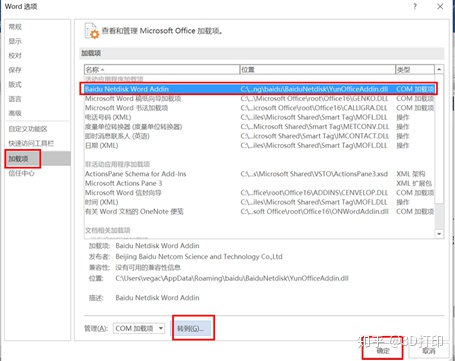 Word 选项
?
×
常规
显示
校对
保存
版式
语言
高级
自定义功能区
快速访问工具栏
加载项
信任中心
查看和管理 Microsoft Office 加载项。
加载项
名称 位置 类型
活动应用程序加载项
Baidu Netdisk Word Addin C:\...ng\baidu\BaiduNetdisk\YunOfficeAddin.dll COM 加载项
Microsoft Word 稿纸向导加载项 C:\...Microsoft Office\root\Office16\GENKO.DLL COM 加载项
Microsoft Word 书法加载项 C:\...osoft Office\root\Office16\CALLIGRA.DLL COM 加载项
电话号码 (XML) C:\...iles\Microsoft Shared\Smart Tag\MOFL.DLL 操作
度量单位转换器 (度量单位转换器) C:\...Microsoft Shared\Smart Tag\METCONV.DLL 操作
即时消息联系人 (英语) C:\...icrosoft Shared\Smart Tag\IMCONTACT.DLL 操作
日期 (XML) C:\...iles\Microsoft Shared\Smart Tag\MOFL.DLL 操作
非活动应用程序加载项
ActionsPane Schema for Add-Ins C:\...s\Microsoft Shared\VSTO\ActionsPane3.xsd XML 架构
Microsoft Actions Pane 3 XML 扩展包
Microsoft Word 信封向导 C:\...ffice\root\Office16\ADDINS\ENVELOP.DLL COM 加载项
时间 (XML) C:\...iles\Microsoft Shared\Smart Tag\MOFL.DLL 操作
有关 Word 文档的 OneNote 便笺 C:\...soft Office\root\Office16\ONWordAddin.dll COM 加载项
文档相关加载项
加载项: Baidu Netdisk Word Addin
发布者: Beijing Baidu Netcom Science and Technology Co.,Ltd
兼容性: 没有可用的兼容性信息
位置: C:\Users\vegac\AppData\Roaming\baidu\BaiduNetdisk\YunOfficeAddin.dll
描述: Baidu Netdisk Word Addin
管理(A): COM 加载项 转到(G)...
确定 取消
知乎 @3D打印